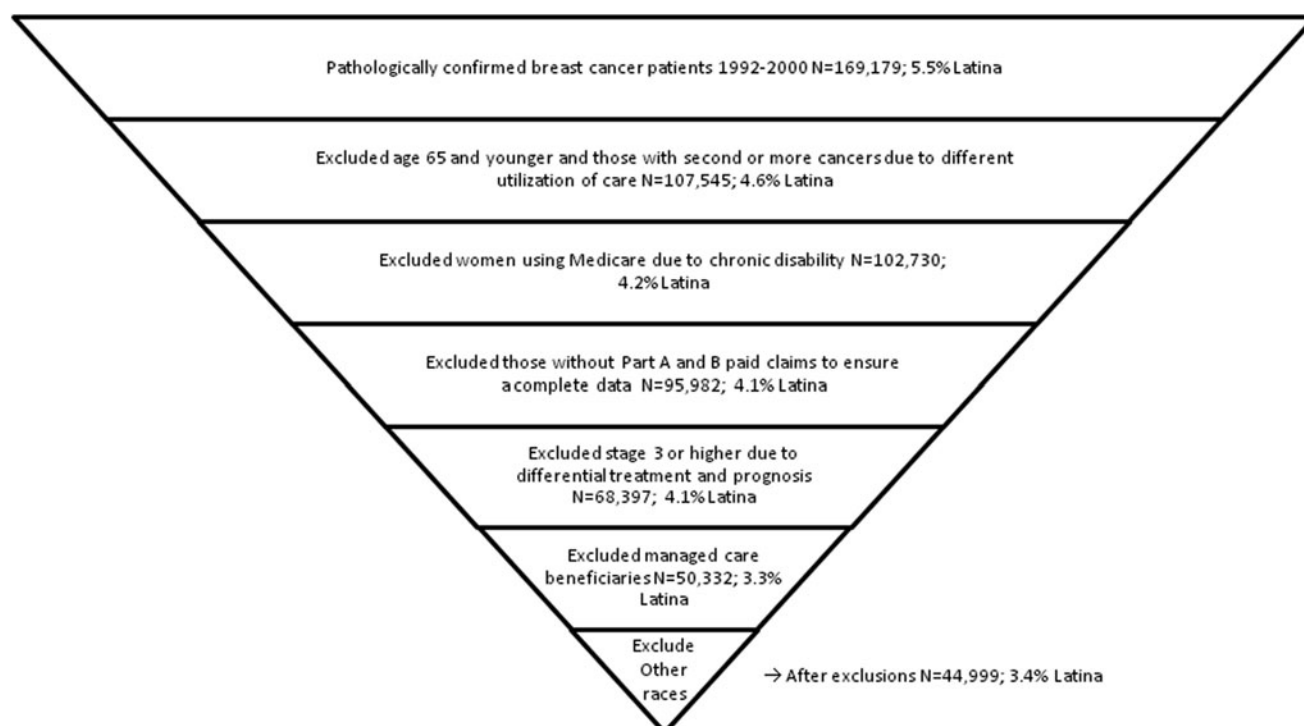 Pathologically confirmed breast cancer patients 1992-2000 N=169,179; 5.5% Latina
Excluded age 65 and younger and those with second or more cancers due to different
utilization of care N=107,545; 4.6% Latina
Excluded women using Medicare due to chronic disability N=102,730;
4.2% Latina
Excluded those without Part A and B paid claims to ensure
a complete data N=95,982; 4.1% Latina
Excluded stage 3 or higher due to
differential treatment and prognosis
N=68,397; 4.1% Latina
Excluded managed care
beneficiaries N=50,332; 3.3%
Latina
Exclude
Other
races
→ After exclusions N=44,999; 3.4% Latina